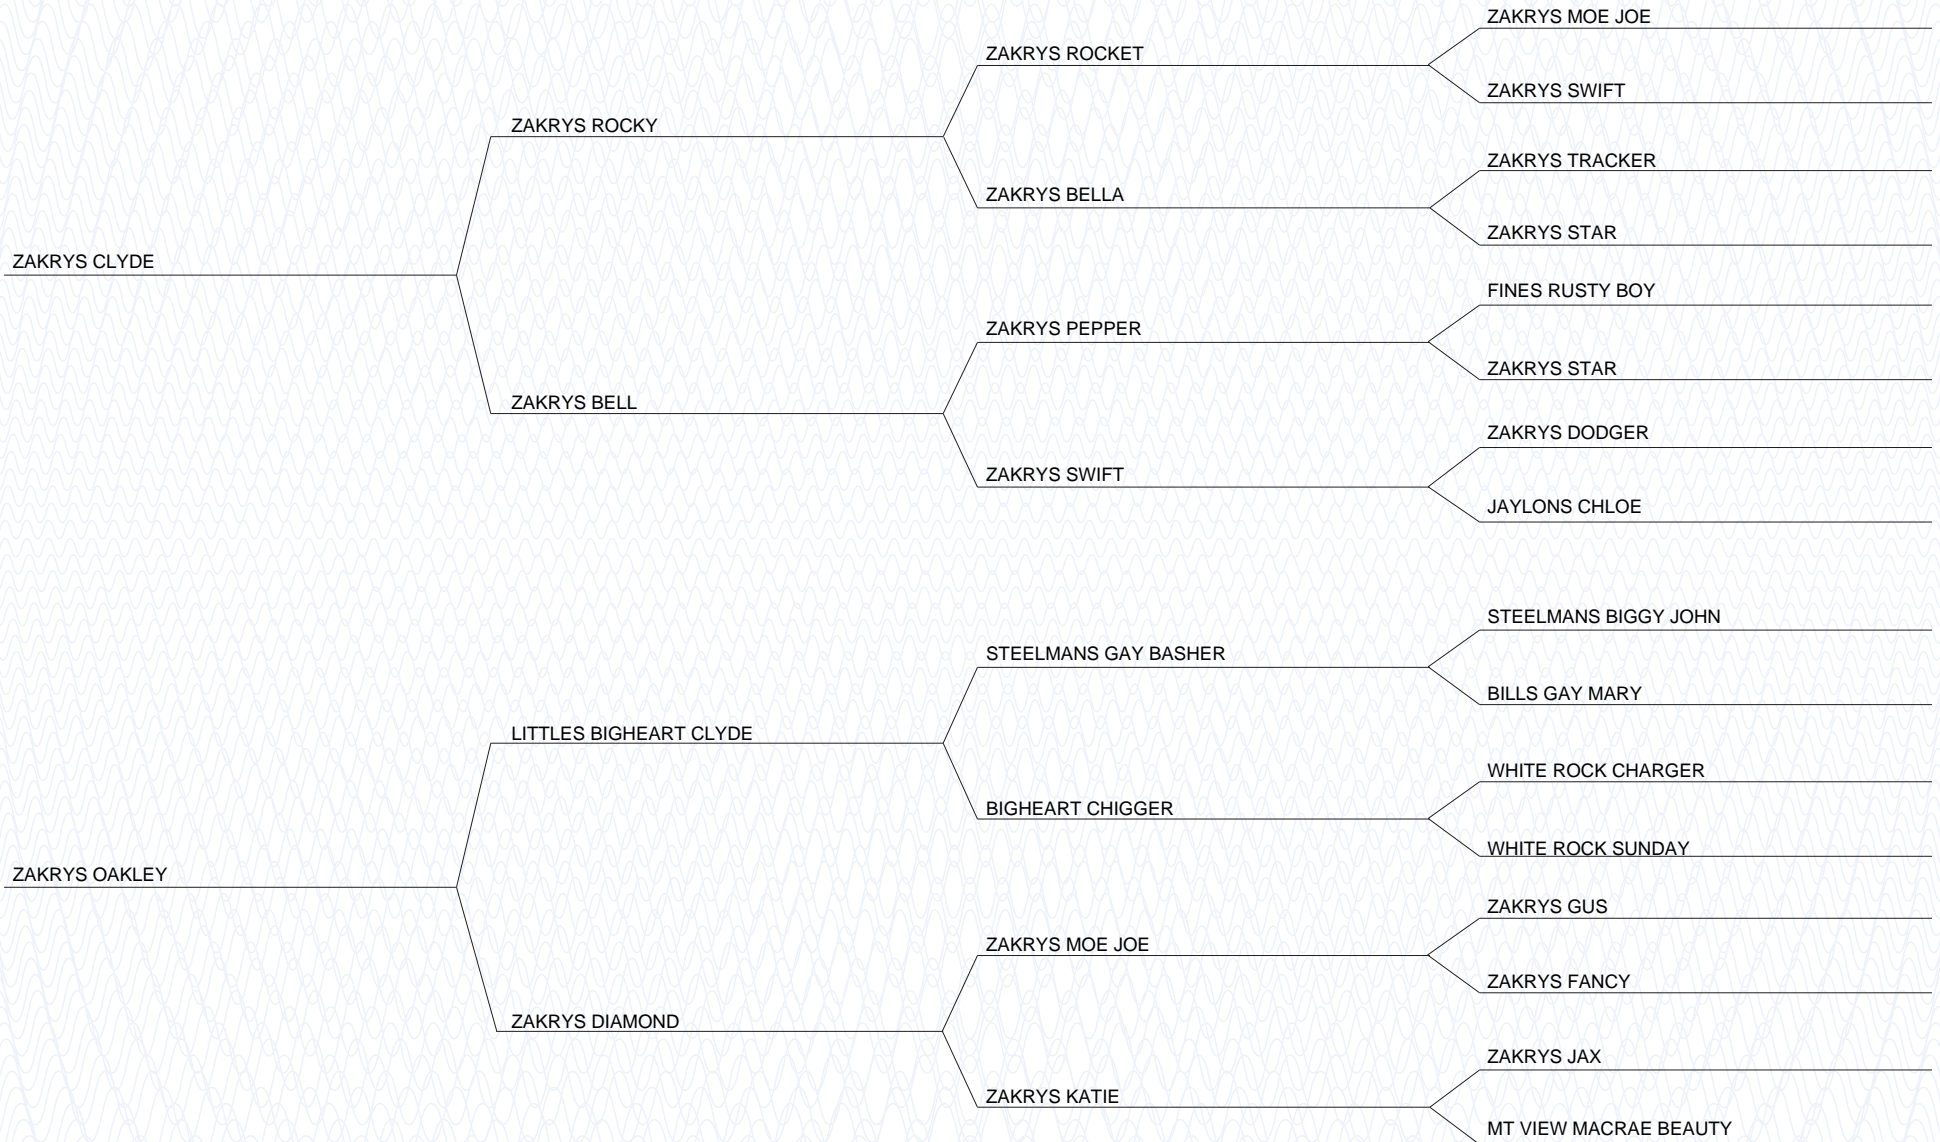 ZAKRYS MOE JOE
ZAKRYS ROCKET
ZAKRYS SWIFT
ZAKRYS ROCKY
ZAKRYS TRACKER
ZAKRYS BELLA
ZAKRYS STAR
ZAKRYS CLYDE
FINES RUSTY BOY
ZAKRYS PEPPER
ZAKRYS STAR
ZAKRYS BELL
ZAKRYS DODGER
ZAKRYS SWIFT
JAYLONS CHLOE
STEELMANS BIGGY JOHN
STEELMANS GAY BASHER
BILLS GAY MARY
LITTLES BIGHEART CLYDE
WHITE ROCK CHARGER
BIGHEART CHIGGER
WHITE ROCK SUNDAY
ZAKRYS OAKLEY
ZAKRYS GUS
ZAKRYS MOE JOE
ZAKRYS FANCY
ZAKRYS DIAMOND
ZAKRYS JAX
ZAKRYS KATIE
MT VIEW MACRAE BEAUTY